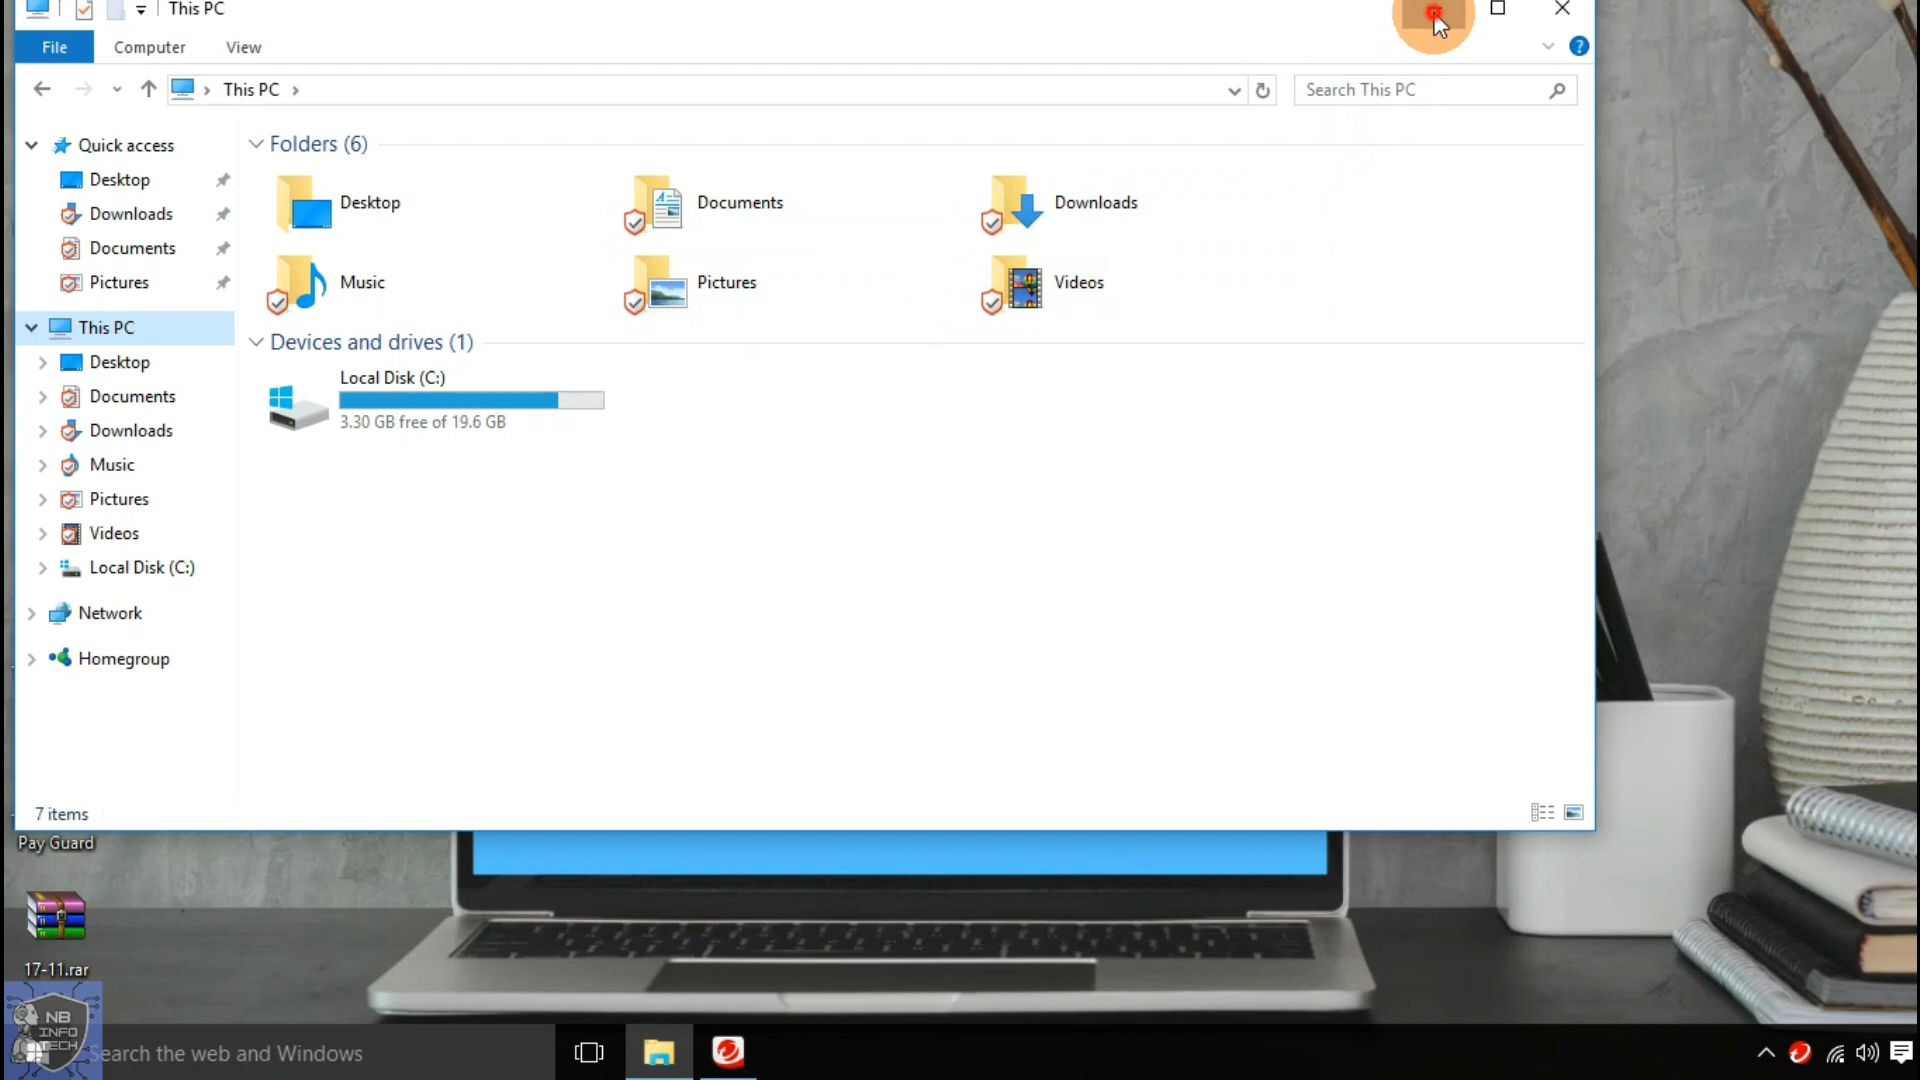 This PC
File Computer View
This PC
Search This PC
Quick access
Desktop
Downloads
Documents
Pictures
This PC
Desktop
Documents
Downloads
Music
Pictures
Videos
Local Disk (C:)
Network
Homegroup
Folders (6)
Desktop
Documents
Downloads
Music
Pictures
Videos
Devices and drives (1)
Local Disk (C:)
3.30 GB free of 19.6 GB
7 items
Pay Guard
17-11.rar
NB
INFO
TECH
Search the web and Windows